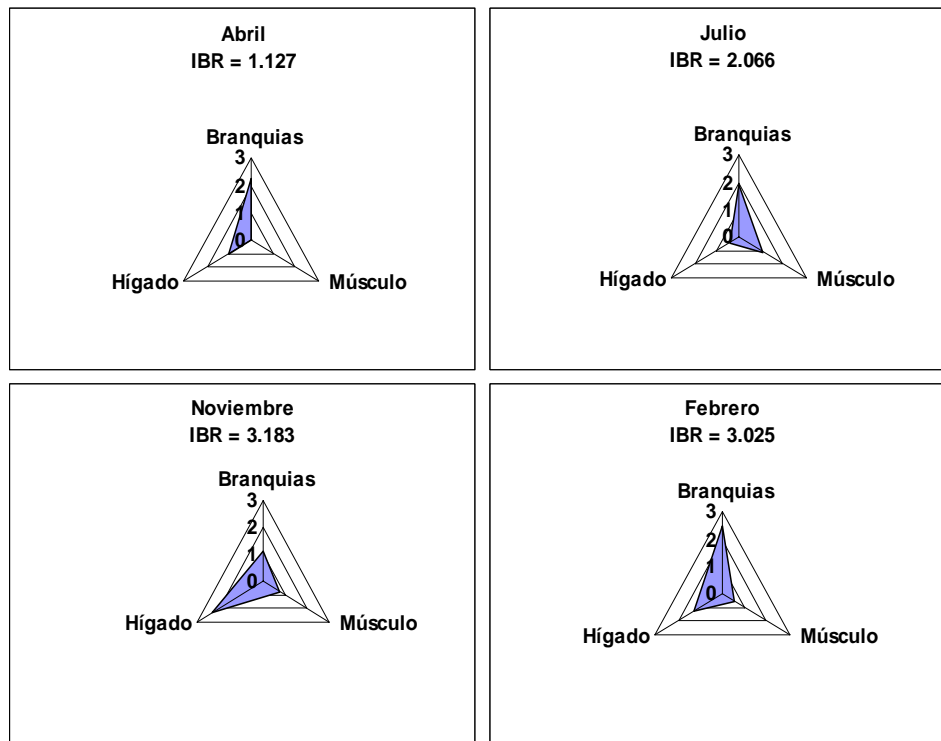 Abril
IBR = 1.127
Branquias
3
2
1
0
Hígado
Músculo
Julio
IBR = 2.066
Branquias
3
2
1
0
Hígado
Músculo
Noviembre
IBR = 3.183
Branquias
3
2
1
0
Hígado
Músculo
Febrero
IBR = 3.025
Branquias
3
2
1
0
Hígado
Músculo